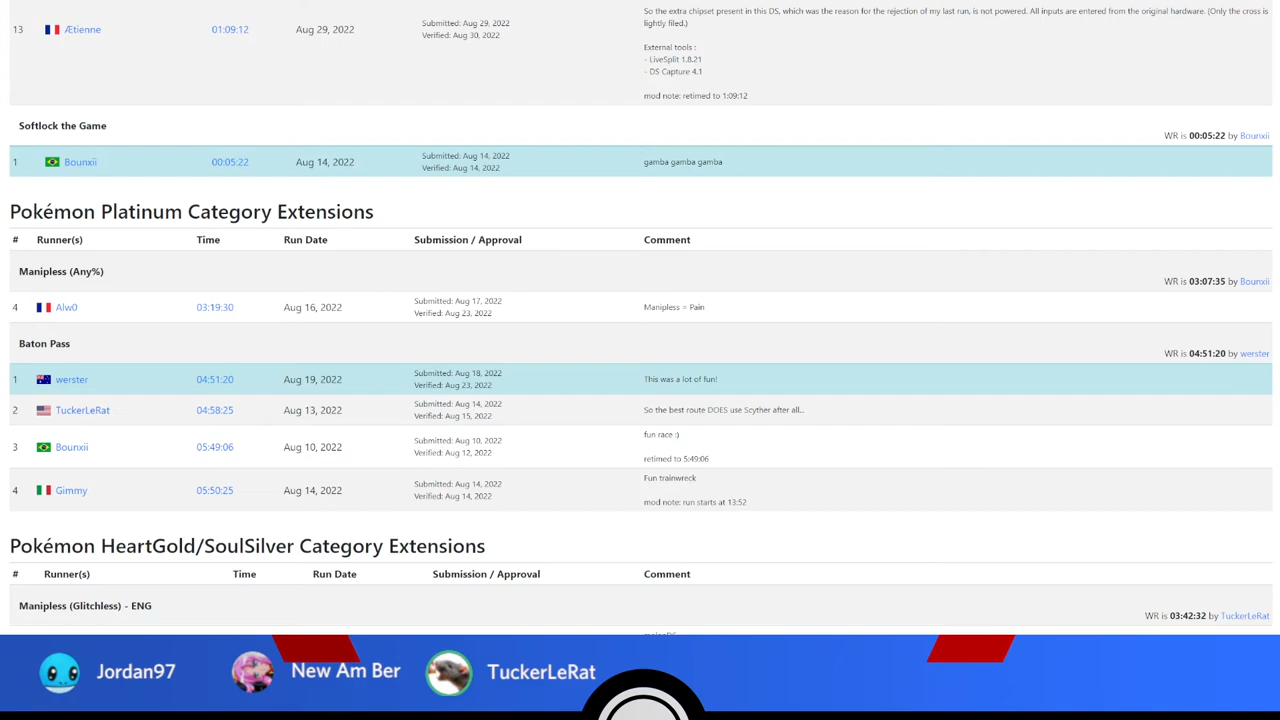 So the extra chipset present in this DS, which was the reason for the rejection of my last run, is not powered. All inputs are entered from the original hardware. (Only the cross is
lightly filed.)
13 Ætienne 01:09:12 Aug 29, 2022 Submitted: Aug 29, 2022
Verified: Aug 30, 2022
External tools :
- LiveSplit 1.8.21
- DS Capture 4.1
mod note: retimed to 1:09:12
Softlock the Game
WR is 00:05:22 by Bounxii
1 Bounxii 00:05:22 Aug 14, 2022 Submitted: Aug 14, 2022 gamba gamba gamba
Verified: Aug 14, 2022
Pokémon Platinum Category Extensions
# Runner(s) Time Run Date Submission / Approval Comment
Manipless (Any%)
WR is 03:07:35 by Bounxii
4 Alw0 03:19:30 Aug 16, 2022 Submitted: Aug 17, 2022 Manipless = Pain
Verified: Aug 23, 2022
Baton Pass
WR is 04:51:20 by werster
1 werster 04:51:20 Aug 19, 2022 Submitted: Aug 18, 2022 This was a lot of fun!
Verified: Aug 23, 2022
2 TuckerLeRat 04:58:25 Aug 13, 2022 Submitted: Aug 14, 2022 So the best route DOES use Scyther after all...
Verified: Aug 15, 2022
3 Bounxii 05:49:06 Aug 10, 2022 Submitted: Aug 10, 2022 fun race :)
Verified: Aug 12, 2022
retimed to 5:49:06
4 Gimmy 05:50:25 Aug 14, 2022 Submitted: Aug 14, 2022 Fun trainwreck
Verified: Aug 14, 2022
mod note: run starts at 13:52
Pokémon HeartGold/SoulSilver Category Extensions
# Runner(s) Time Run Date Submission / Approval Comment
Manipless (Glitchless) - ENG
WR is 03:42:32 by TuckerLeRat
Jordan97 New Am Ber TuckerLeRat